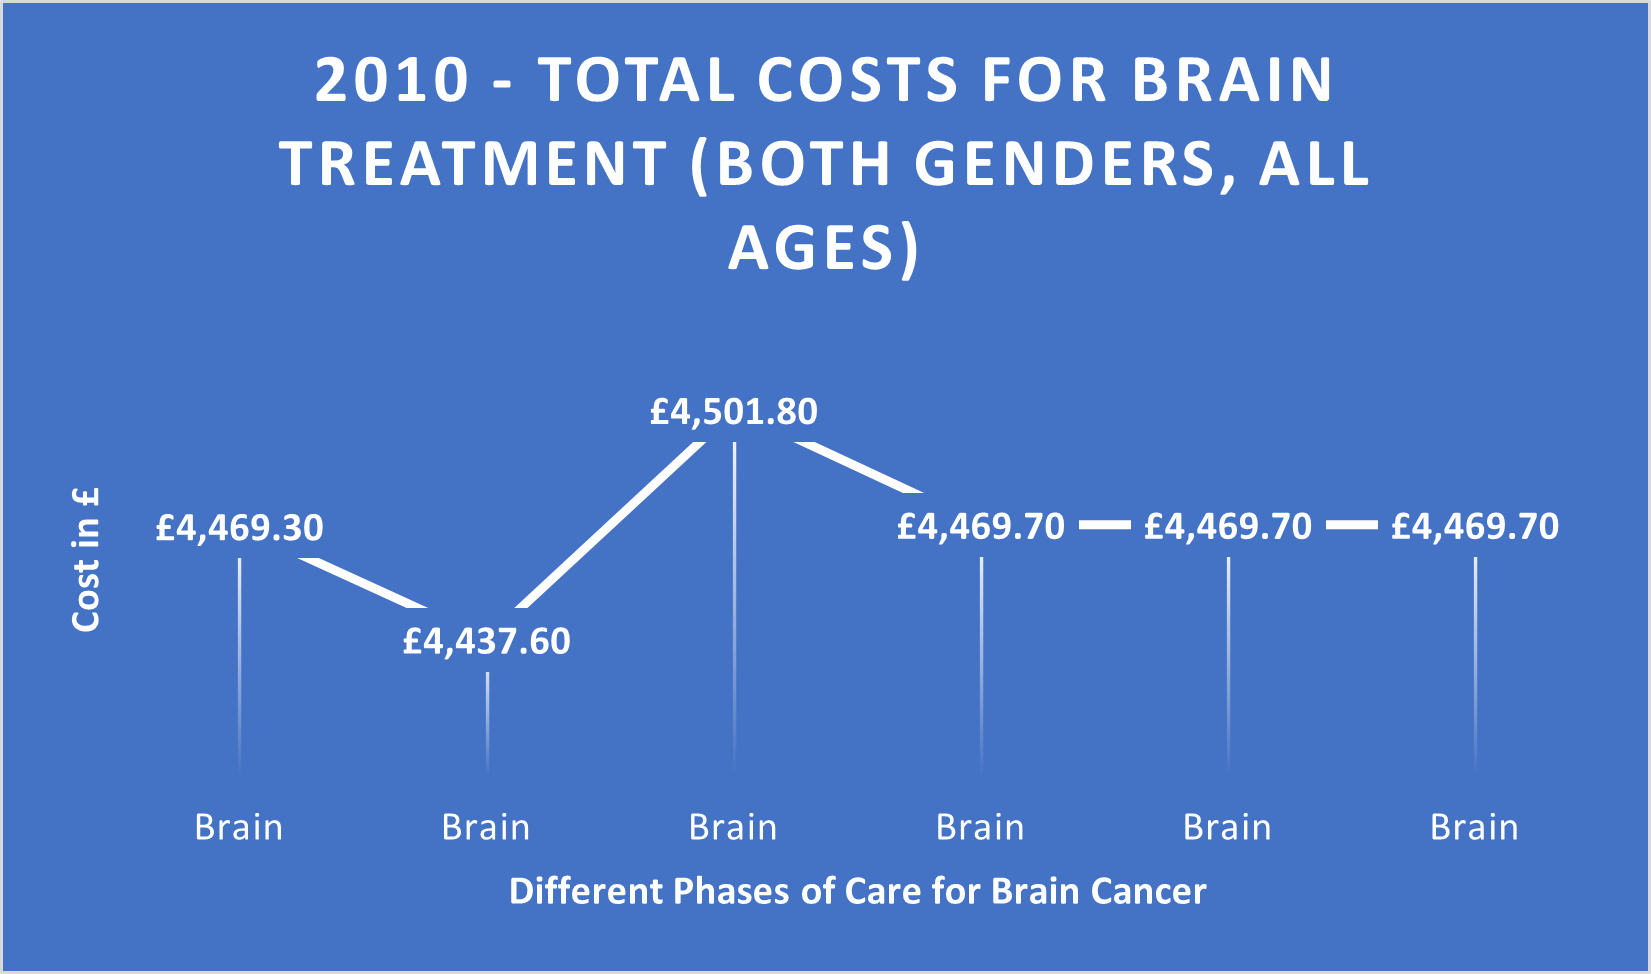 2010 - TOTAL COSTS FOR BRAIN
TREATMENT (BOTH GENDERS, ALL
AGES)
Cost in £
£4,469.30
£4,437.60
£4,501.80
£4,469.70
£4,469.70
£4,469.70
Brain
Brain
Brain
Brain
Brain
Brain
Different Phases of Care for Brain Cancer